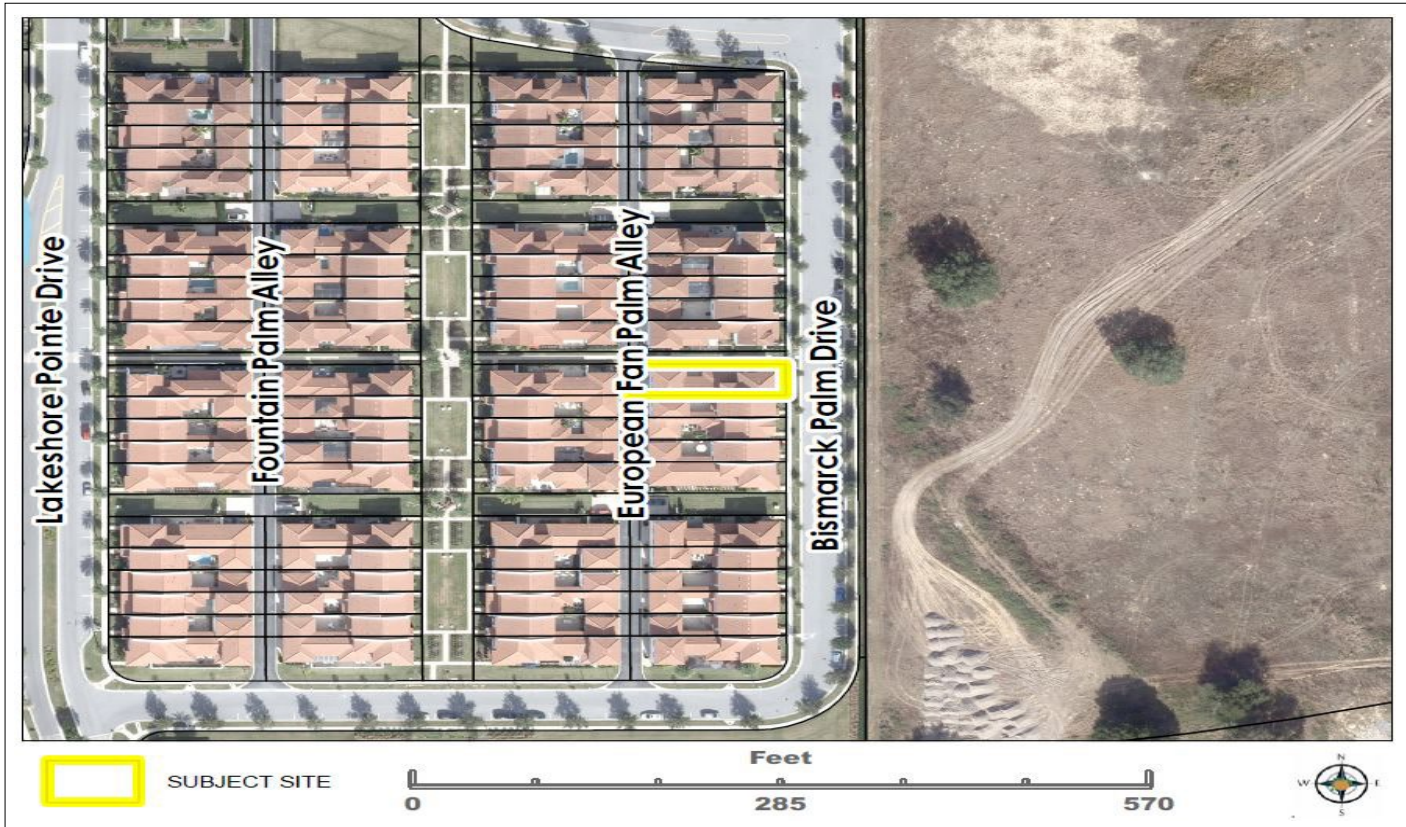 Lakeshore Pointe Drive
Fountain Palm Alley
European Fan Palm Alley
Bismarck Palm Drive
SUBJECT SITE
Feet
0 285 570
N
W E
S